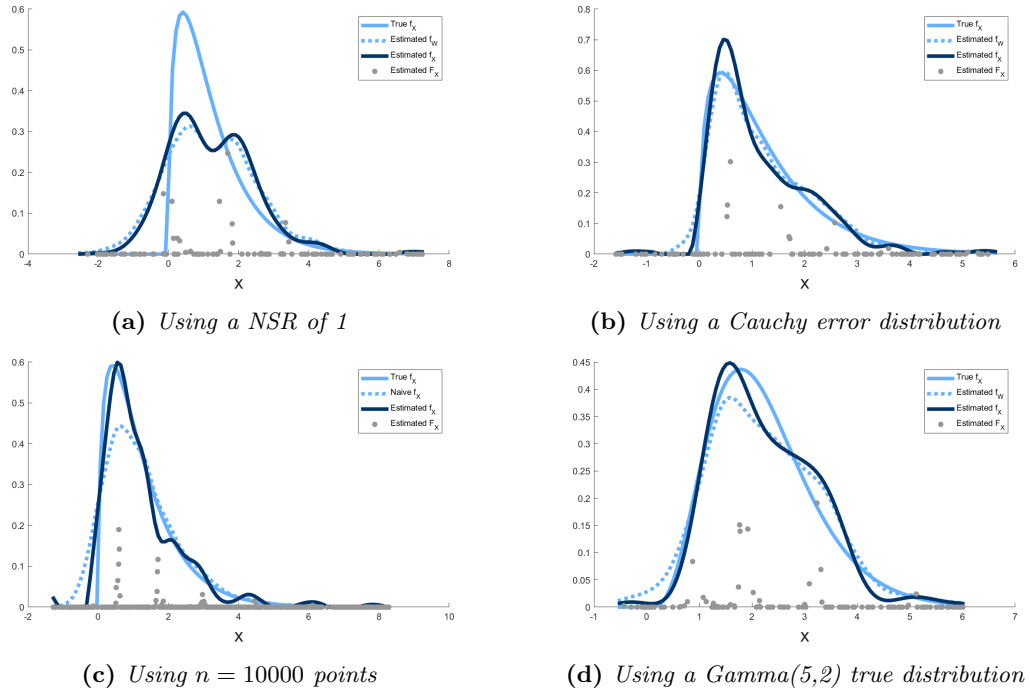 0.6
0.5
0.4
0.3
0.2
0.1
0
-4
-2
0
2
4
6
8
x
True f_X
Estimated f_W
Estimated f_X
Estimated F_X
(a) Using a NSR of 1
0.8
0.7
0.6
0.5
0.4
0.3
0.2
0.1
0
-2
-1
0
1
2
3
4
5
6
x
True f_X
Estimated f_W
Estimated f_X
Estimated F_X
(b) Using a Cauchy error distribution
0.6
0.5
0.4
0.3
0.2
0.1
0
-2
0
2
4
6
8
10
x
True f_X
Naive f_X
Estimated f_X
Estimated F_X
(c) Using n = 10000 points
0.45
0.4
0.35
0.3
0.25
0.2
0.15
0.1
0.05
0
-1
0
1
2
3
4
5
6
7
x
True f_X
Estimated f_W
Estimated f_X
Estimated F_X
(d) Using a Gamma(5,2) true distribution